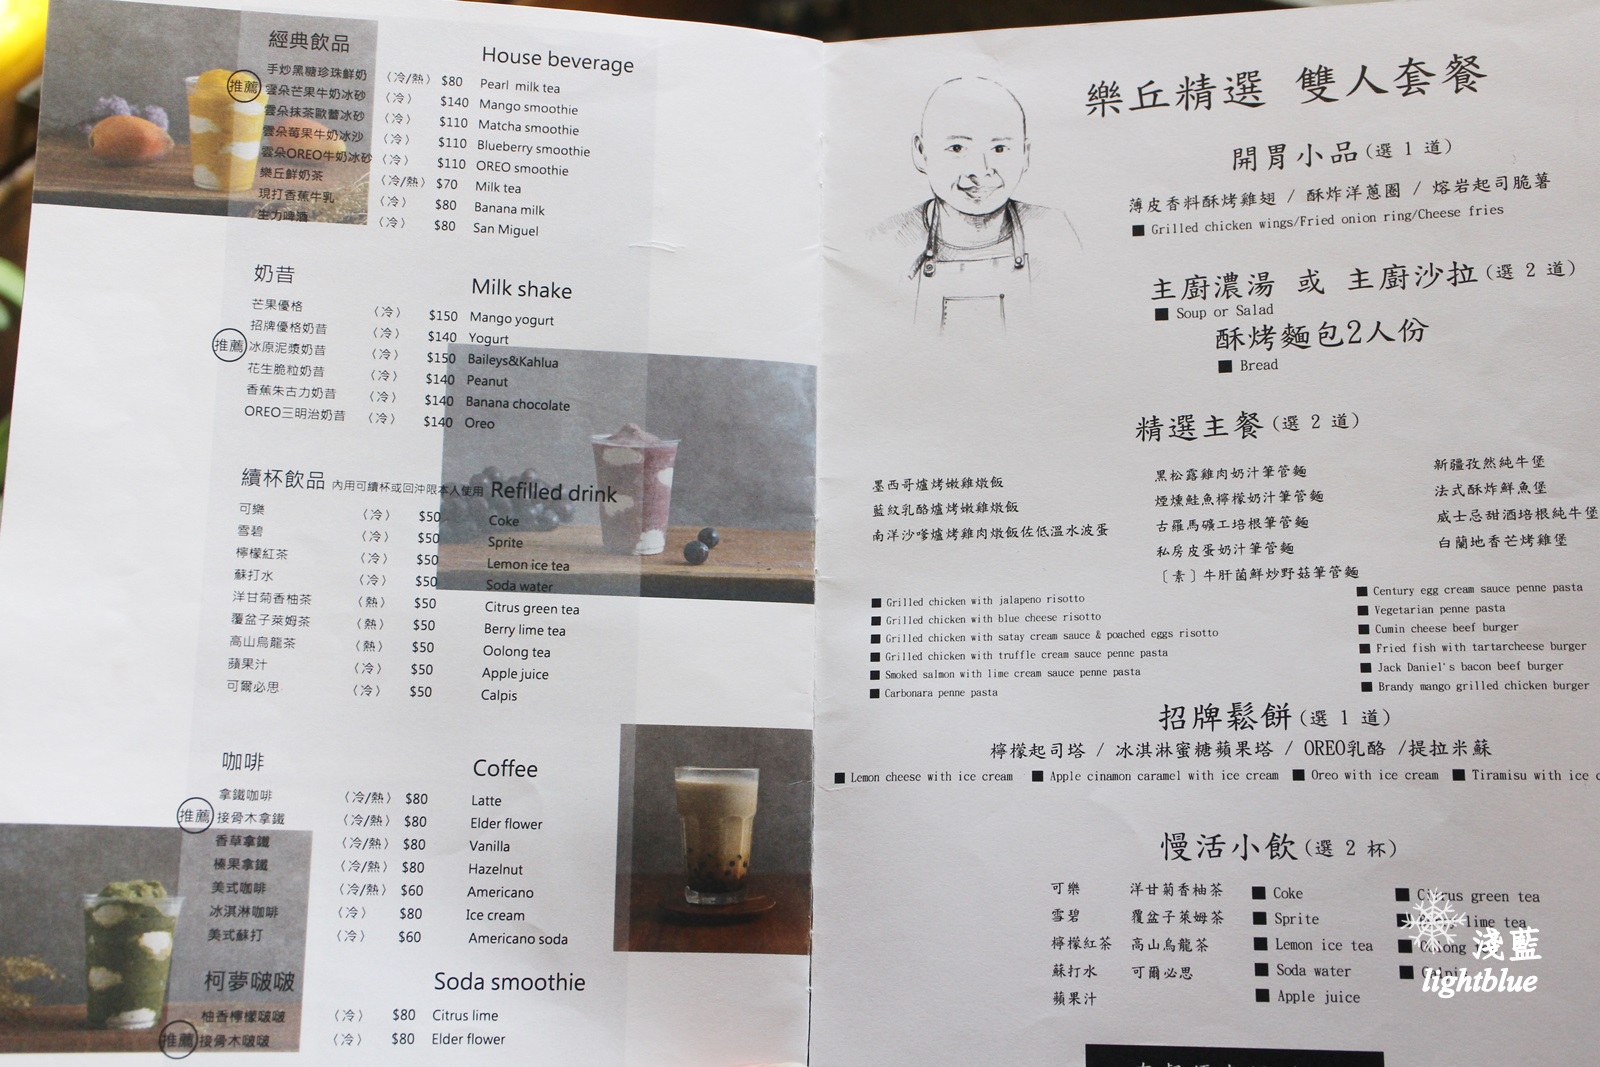 經典飲品 House beverage
手炒黑糖珍珠鮮奶 〈冷/熱〉 $80 Pearl milk tea
推薦 雲朵芒果牛奶冰砂 〈冷〉 $140 Mango smoothie
雲朵抹茶歐蕾冰砂 〈冷〉 $110 Matcha smoothie
雲朵莓果牛奶冰沙 〈冷〉 $110 Blueberry smoothie
雲朵OREO牛奶冰砂 〈冷〉 $110 OREO smoothie
樂丘鮮奶茶 〈冷/熱〉 $70 Milk tea
現打香蕉牛乳 〈冷〉 $80 Banana milk
生力啤酒 〈冷〉 $80 San Miguel
奶昔 Milk shake
芒果優格 〈冷〉 $150 Mango yogurt
招牌優格奶昔 〈冷〉 $140 Yogurt
推薦 冰原泥漿奶昔 〈冷〉 $150 Baileys&Kahlua
花生脆粒奶昔 〈冷〉 $140 Peanut
香蕉朱古力奶昔 〈冷〉 $140 Banana chocolate
OREO三明治奶昔 〈冷〉 $140 Oreo
續杯飲品 內用可續杯或回沖限本人使用 Refilled drink
可樂 〈冷〉 $50 Coke
雪碧 〈冷〉 $50 Sprite
檸檬紅茶 〈冷〉 $50 Lemon ice tea
蘇打水 〈冷〉 $50 Soda water
洋甘菊香柚茶 〈熱〉 $50 Citrus green tea
覆盆子萊姆茶 〈熱〉 $50 Berry lime tea
高山烏龍茶 〈熱〉 $50 Oolong tea
蘋果汁 〈冷〉 $50 Apple juice
可爾必思 〈冷〉 $50 Calpis
咖啡 Coffee
拿鐵咖啡 〈冷/熱〉 $80 Latte
推薦 接骨木拿鐵 〈冷/熱〉 $80 Elder flower
香草拿鐵 〈冷/熱〉 $80 Vanilla
榛果拿鐵 〈冷/熱〉 $80 Hazelnut
美式咖啡 〈冷/熱〉 $60 Americano
冰淇淋咖啡 〈冷〉 $80 Ice cream
美式蘇打 〈冷〉 $60 Americano soda
柯夢啵啵 Soda smoothie
柚香檸檬啵啵 〈冷〉 $80 Citrus lime
推薦 接骨木啵啵 〈冷〉 $80 Elder flower
樂丘精選 雙人套餐
開胃小品(選 1 道)
薄皮香料酥烤雞翅 / 酥炸洋蔥圈 / 熔岩起司脆薯
■ Grilled chicken wings/Fried onion ring/Cheese fries
主廚濃湯 或 主廚沙拉(選 2 道)
■ Soup or Salad
酥烤麵包2人份
■ Bread
精選主餐(選 2 道)
墨西哥爐烤嫩雞燉飯
藍紋乳酪爐烤嫩雞燉飯
南洋沙嗲爐烤雞肉燉飯佐低溫水波蛋
黑松露雞肉奶汁筆管麵
煙燻鮭魚檸檬奶汁筆管麵
古羅馬礦工培根筆管麵
私房皮蛋奶汁筆管麵
〔素〕牛肝菌鮮炒野菇筆管麵
新疆孜然純牛堡
法式酥炸鮮魚堡
威士忌甜酒培根純牛堡
白蘭地香芒烤雞堡
■ Grilled chicken with jalapeno risotto
■ Grilled chicken with blue cheese risotto
■ Grilled chicken with satay cream sauce & poached eggs risotto
■ Grilled chicken with truffle cream sauce penne pasta
■ Smoked salmon with lime cream sauce penne pasta
■ Carbonara penne pasta
■ Century egg cream sauce penne pasta
■ Vegetarian penne pasta
■ Cumin cheese beef burger
■ Fried fish with tartarcheese burger
■ Jack Daniel's bacon beef burger
■ Brandy mango grilled chicken burger
招牌鬆餅(選 1 道)
檸檬起司塔 / 冰淇淋蜜糖蘋果塔 / OREO乳酪 /提拉米蘇
■ Lemon cheese with ice cream ■ Apple cinamon caramel with ice cream ■ Oreo with ice cream ■ Tiramisu with ice
慢活小飲(選 2 杯)
可樂 洋甘菊香柚茶 ■ Coke ■ Citrus green tea
雪碧 覆盆子萊姆茶 ■ Sprite ■ lime tea
檸檬紅茶 高山烏龍茶 ■ Lemon ice tea ■ Oolong
蘇打水 可爾必思 ■ Soda water ■ Calpis
蘋果汁 ■ Apple juice
淺藍
lightblue